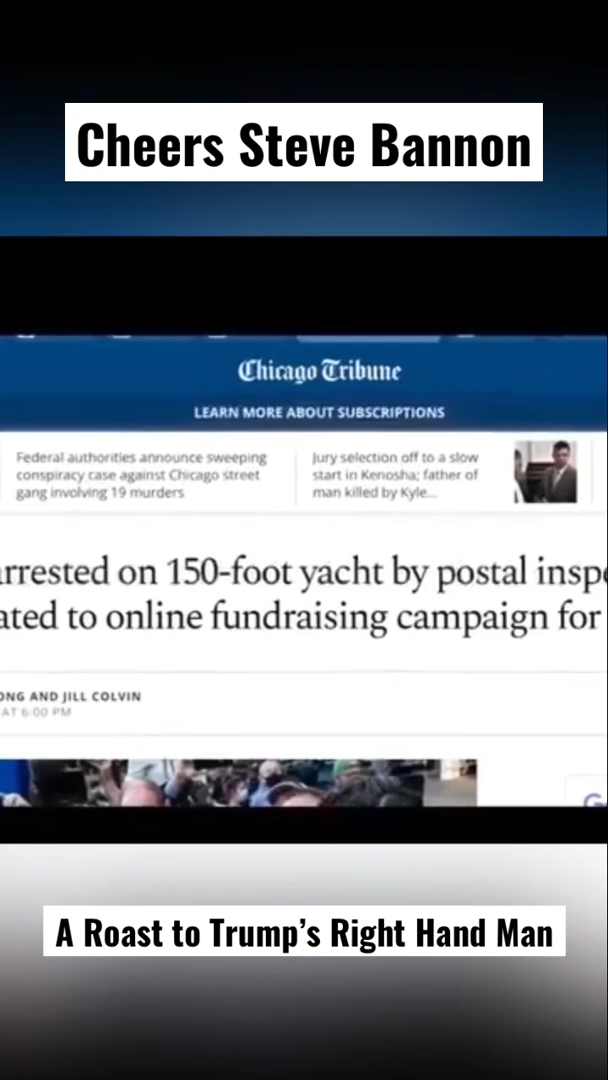 Cheers Steve Bannon
Chicago Tribune
LEARN MORE ABOUT SUBSCRIPTIONS
Federal authorities announce sweeping
conspiracy case against Chicago street
gang involving 19 murders
Jury selection off to a slow
start in Kenosha; father of
man killed by Kyle...
rrested on 150-foot yacht by postal insp
ated to online fundraising campaign for
ONG AND JILL COLVIN
AT 6:00 PM
G
A Roast to Trump's Right Hand Man